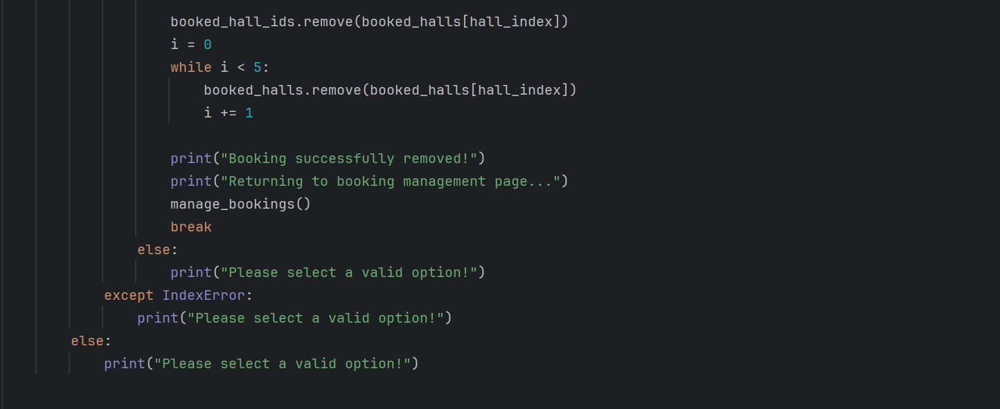 booked_hall_ids.remove(booked_halls[hall_index])
i = 0
while i < 5:
booked_halls.remove(booked_halls[hall_index])
i += 1
print("Booking successfully removed!")
print("Returning to booking management page...")
manage_bookings()
break
else:
print("Please select a valid option!")
except IndexError:
print("Please select a valid option!")
else:
print("Please select a valid option!")